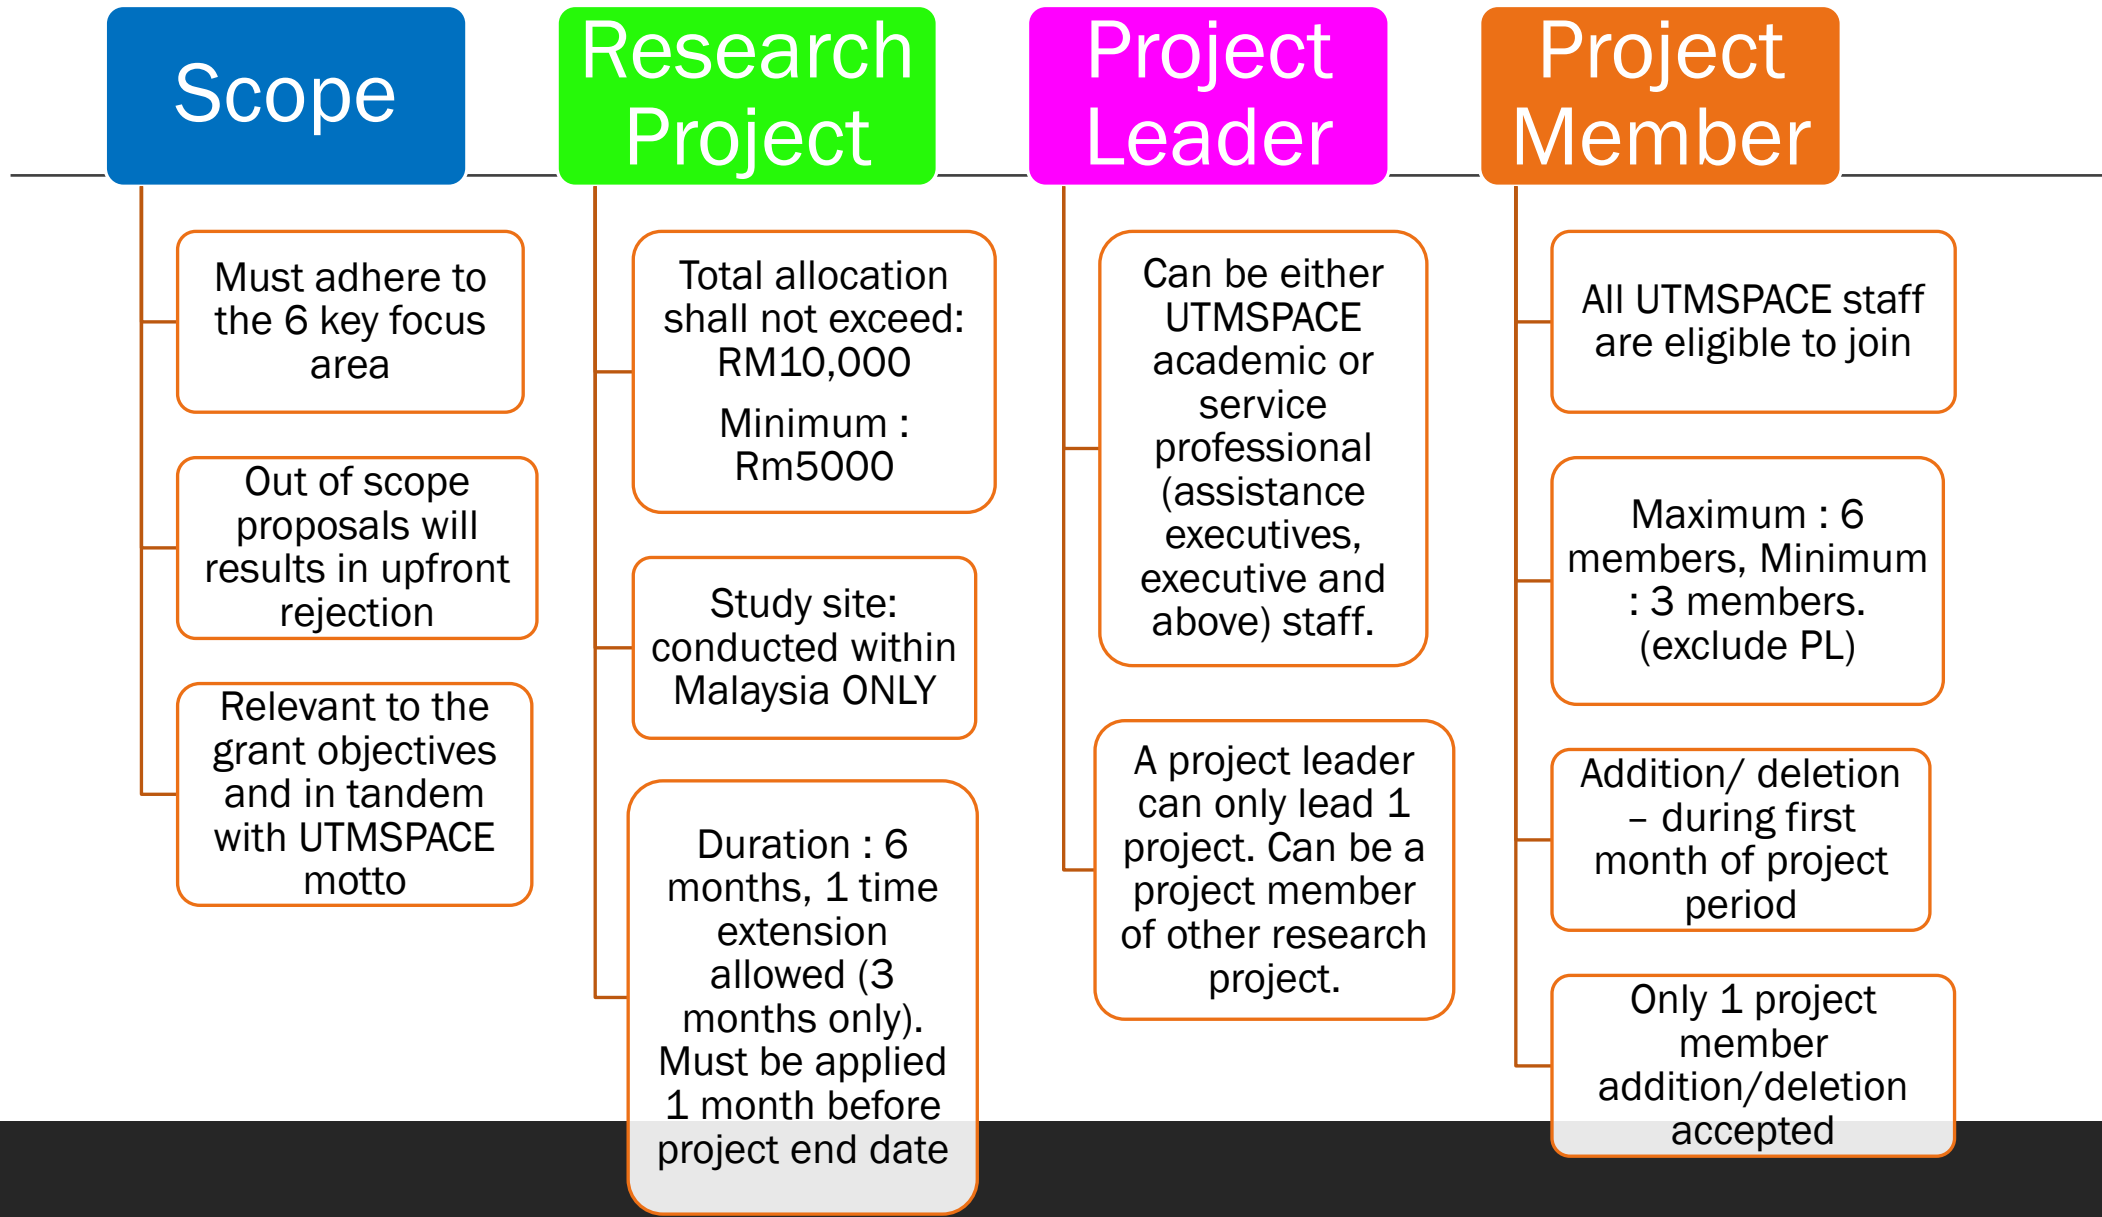 Scope
Must adhere to
the 6 key focus
area
Out of scope
proposals will
results in upfront
rejection
Relevant to the
grant objectives
and in tandem
with UTMSPACE
motto
Research
Project
Total allocation
shall not exceed:
RM10,000
Minimum :
Rm5000
Study site:
conducted within
Malaysia ONLY
Duration : 6
months, 1 time
extension
allowed (3
months only).
Must be applied
1 month before
project end date
Project
Leader
Can be either
UTMSPACE
academic or
service
professional
(assistance
executives,
executive and
above) staff.
A project leader
can only lead 1
project. Can be a
project member
of other research
project.
Project
Member
All UTMSPACE staff
are eligible to join
Maximum : 6
members, Minimum
: 3 members.
(exclude PL)
Addition/ deletion
– during first
month of project
period
Only 1 project
member
addition/deletion
accepted